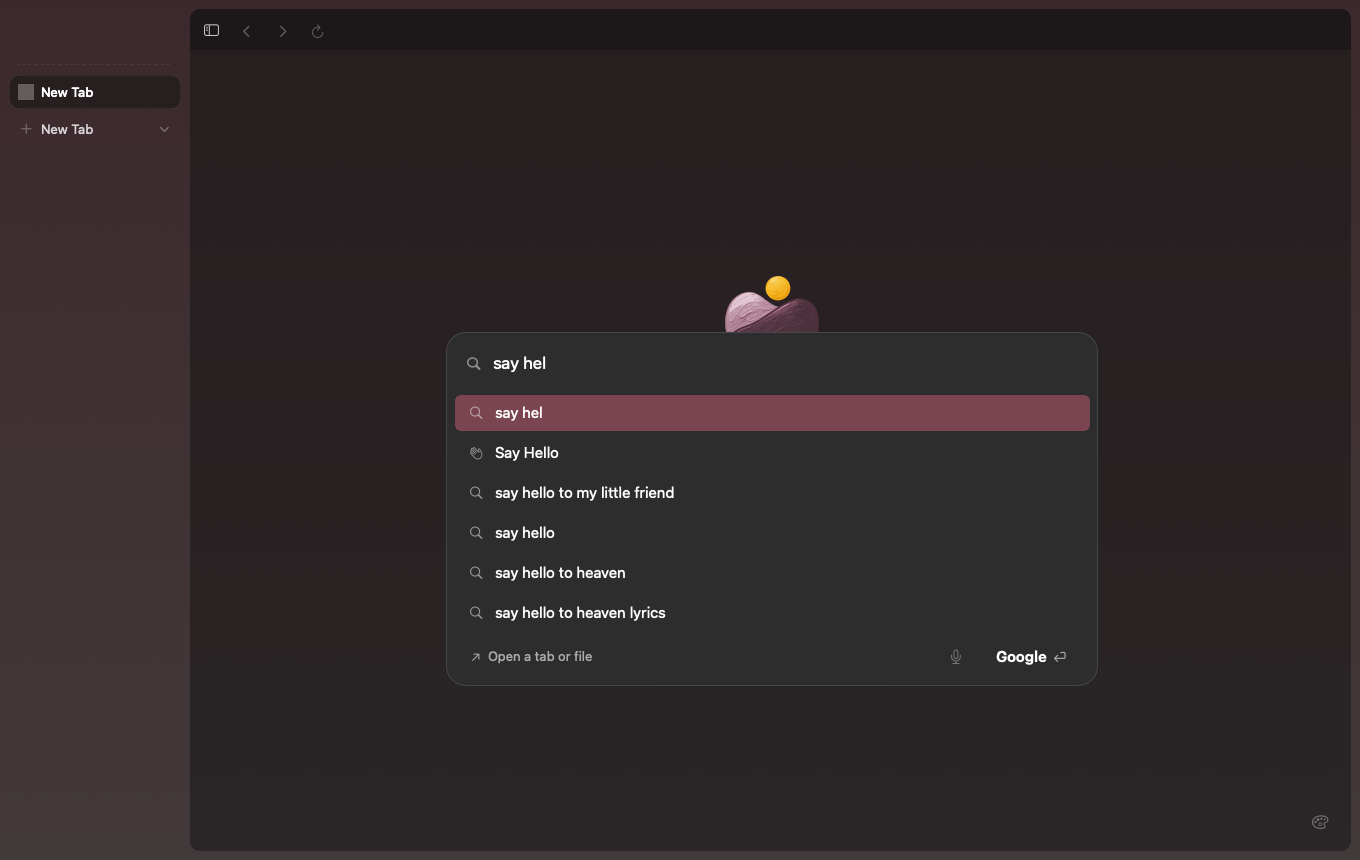 New Tab
New Tab
say hel
say hel
Say Hello
say hello to my little friend
say hello
say hello to heaven
say hello to heaven lyrics
Open a tab or file
Google